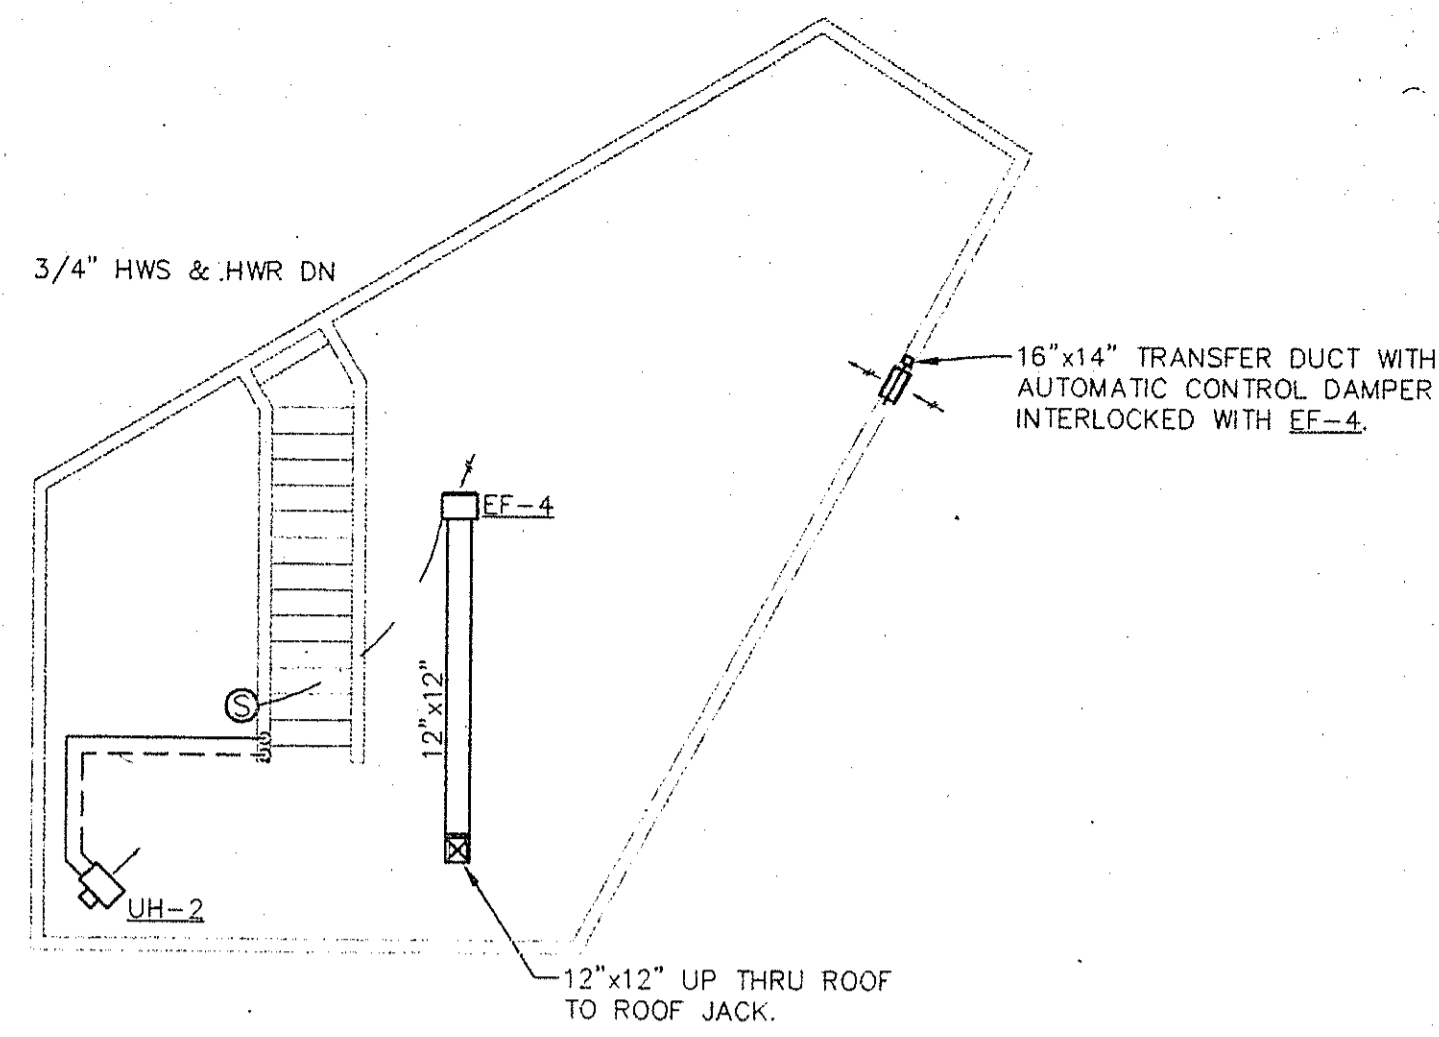 3/4" HWS & HWR DN
16"x14" TRANSFER DUCT WITH
AUTOMATIC CONTROL DAMPER
INTERLOCKED WITH EF-4.
EF-4
12"x12"
S
UH-2
12"x12" UP THRU ROOF
TO ROOF JACK.